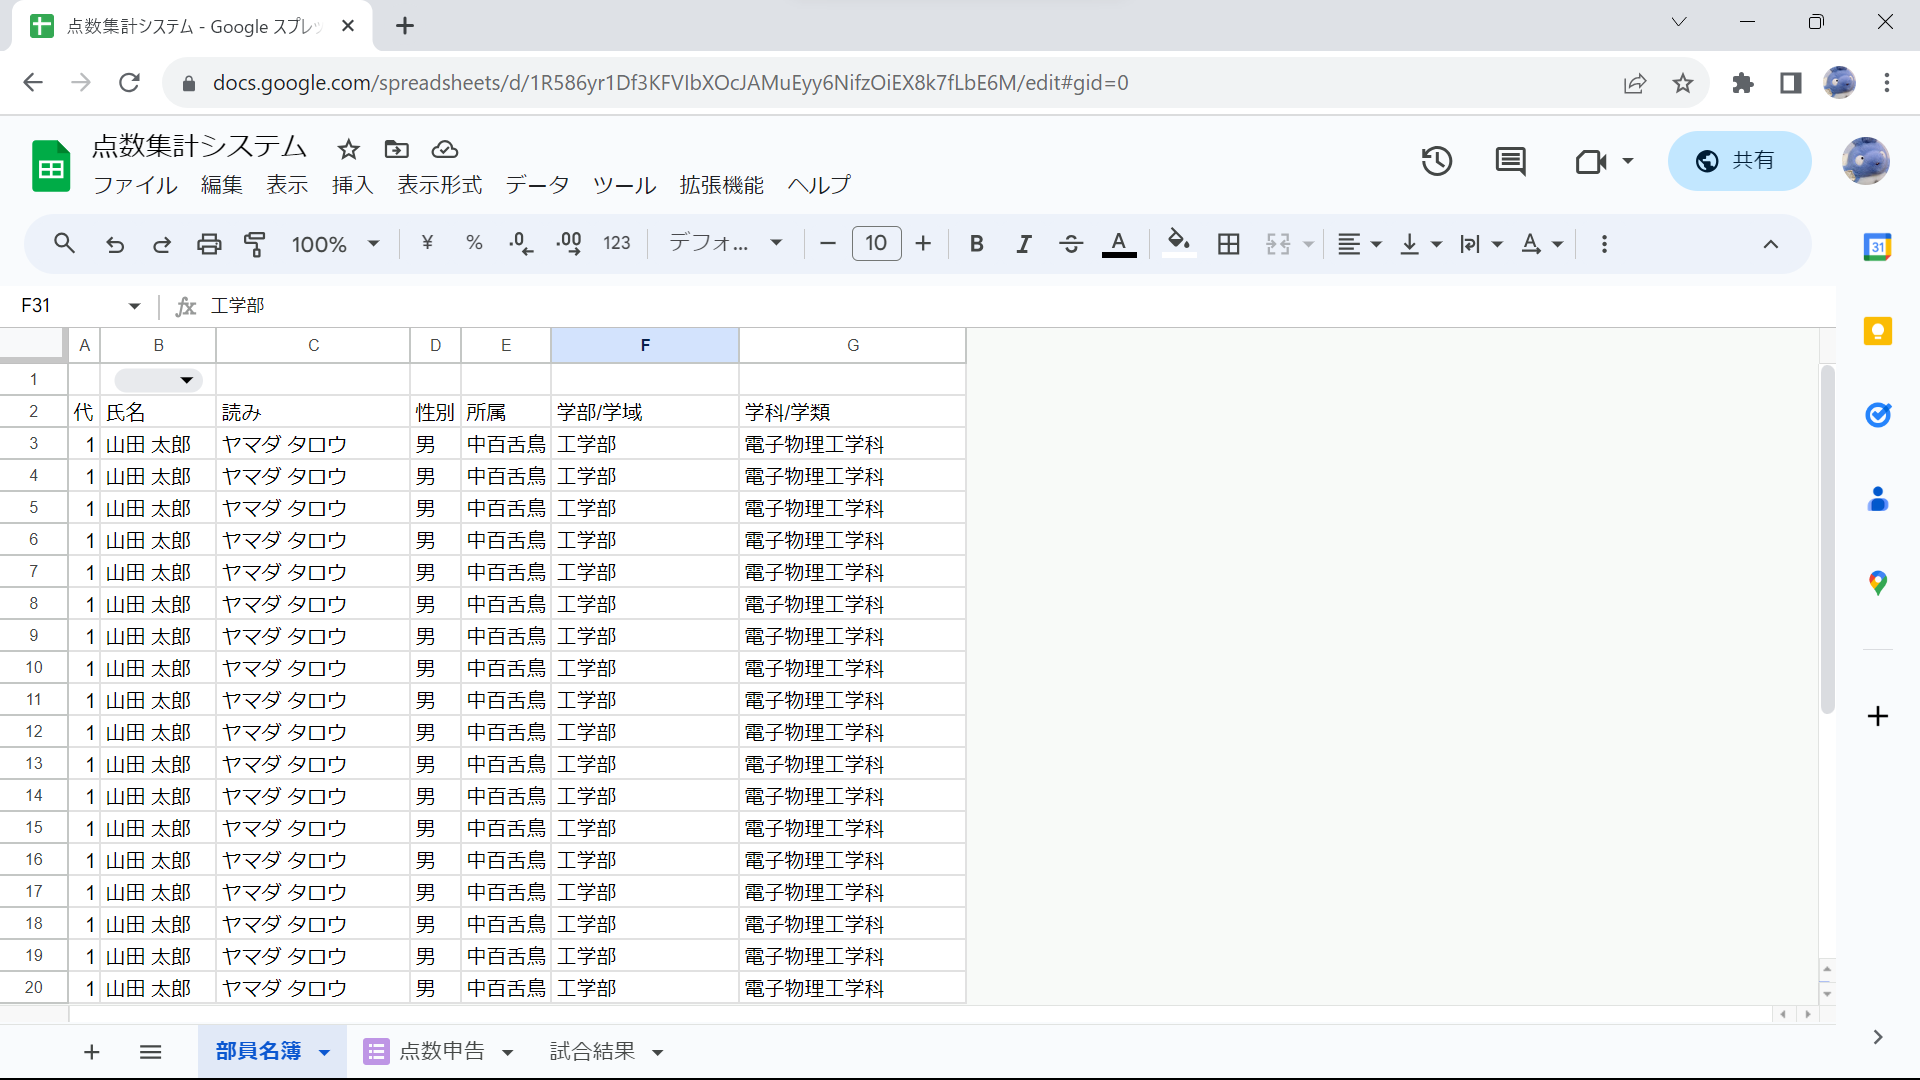 点数集計システム - Google スプレッ
docs.google.com/spreadsheets/d/1R586yr1Df3KFVIbXOcJAMuEyy6NifzOiEX8k7fLbE6M/edit#gid=0
点数集計システム
共有
ファイル 編集 表示 挿入 表示形式 データ ツール 拡張機能 ヘルプ
100% ¥ % .0 .00 123 デフォ... 10 B I S A A
31
F31 fx 工学部
A B C D E F G
1
2 代 氏名 読み 性別 所属 学部/学域 学科/学類
3 1 山田 太郎 ヤマダ タロウ 男 中百舌鳥 工学部 電子物理工学科
4 1 山田 太郎 ヤマダ タロウ 男 中百舌鳥 工学部 電子物理工学科
5 1 山田 太郎 ヤマダ タロウ 男 中百舌鳥 工学部 電子物理工学科
6 1 山田 太郎 ヤマダ タロウ 男 中百舌鳥 工学部 電子物理工学科
7 1 山田 太郎 ヤマダ タロウ 男 中百舌鳥 工学部 電子物理工学科
8 1 山田 太郎 ヤマダ タロウ 男 中百舌鳥 工学部 電子物理工学科
9 1 山田 太郎 ヤマダ タロウ 男 中百舌鳥 工学部 電子物理工学科
10 1 山田 太郎 ヤマダ タロウ 男 中百舌鳥 工学部 電子物理工学科
11 1 山田 太郎 ヤマダ タロウ 男 中百舌鳥 工学部 電子物理工学科
12 1 山田 太郎 ヤマダ タロウ 男 中百舌鳥 工学部 電子物理工学科
13 1 山田 太郎 ヤマダ タロウ 男 中百舌鳥 工学部 電子物理工学科
14 1 山田 太郎 ヤマダ タロウ 男 中百舌鳥 工学部 電子物理工学科
15 1 山田 太郎 ヤマダ タロウ 男 中百舌鳥 工学部 電子物理工学科
16 1 山田 太郎 ヤマダ タロウ 男 中百舌鳥 工学部 電子物理工学科
17 1 山田 太郎 ヤマダ タロウ 男 中百舌鳥 工学部 電子物理工学科
18 1 山田 太郎 ヤマダ タロウ 男 中百舌鳥 工学部 電子物理工学科
19 1 山田 太郎 ヤマダ タロウ 男 中百舌鳥 工学部 電子物理工学科
20 1 山田 太郎 ヤマダ タロウ 男 中百舌鳥 工学部 電子物理工学科
部員名簿 点数申告 試合結果